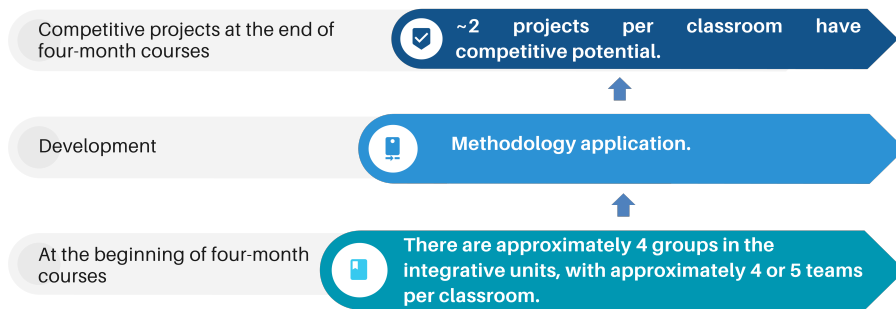 Competitive projects at the end of
four-month courses
~2 projects per classroom have
competitive potential.
Development
Methodology application.
At the beginning of four-month
courses
There are approximately 4 groups in the
integrative units, with approximately 4 or 5 teams
per classroom.